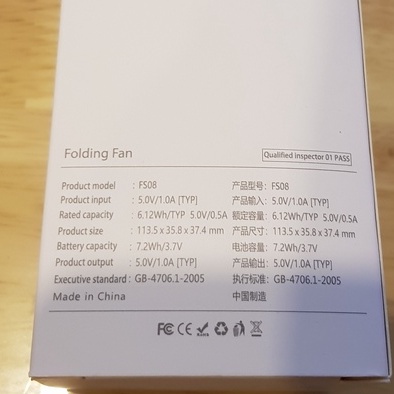 Folding Fan
Qualified inspector 01 PASS
Product model : FS08
Product input : 5.0V/1.0A [TYP]
Rated capacity : 6.12Wh/TYP 5.0V/0.5A
Product size : 113.5 x 35.8 x 37.4 mm
Battery capacity : 7.2Wh/3.7V
Product output : 5.0V/1.0A [TYP]
Executive standard : GB-4706.1-2005
Made in China
产品型号: FS08
产品输入: 5.0V/1.0A [TYP]
额定容量: 6.12Wh/TYP 5.0V/0.5A
产品尺寸: 113.5 x 35.8 x 37.4 mm
电池容量: 7.2Wh/3.7V
产品输出: 5.0V/1.0A [TYP]
执行标准: GB-4706.1-2005
中国制造
FC CE